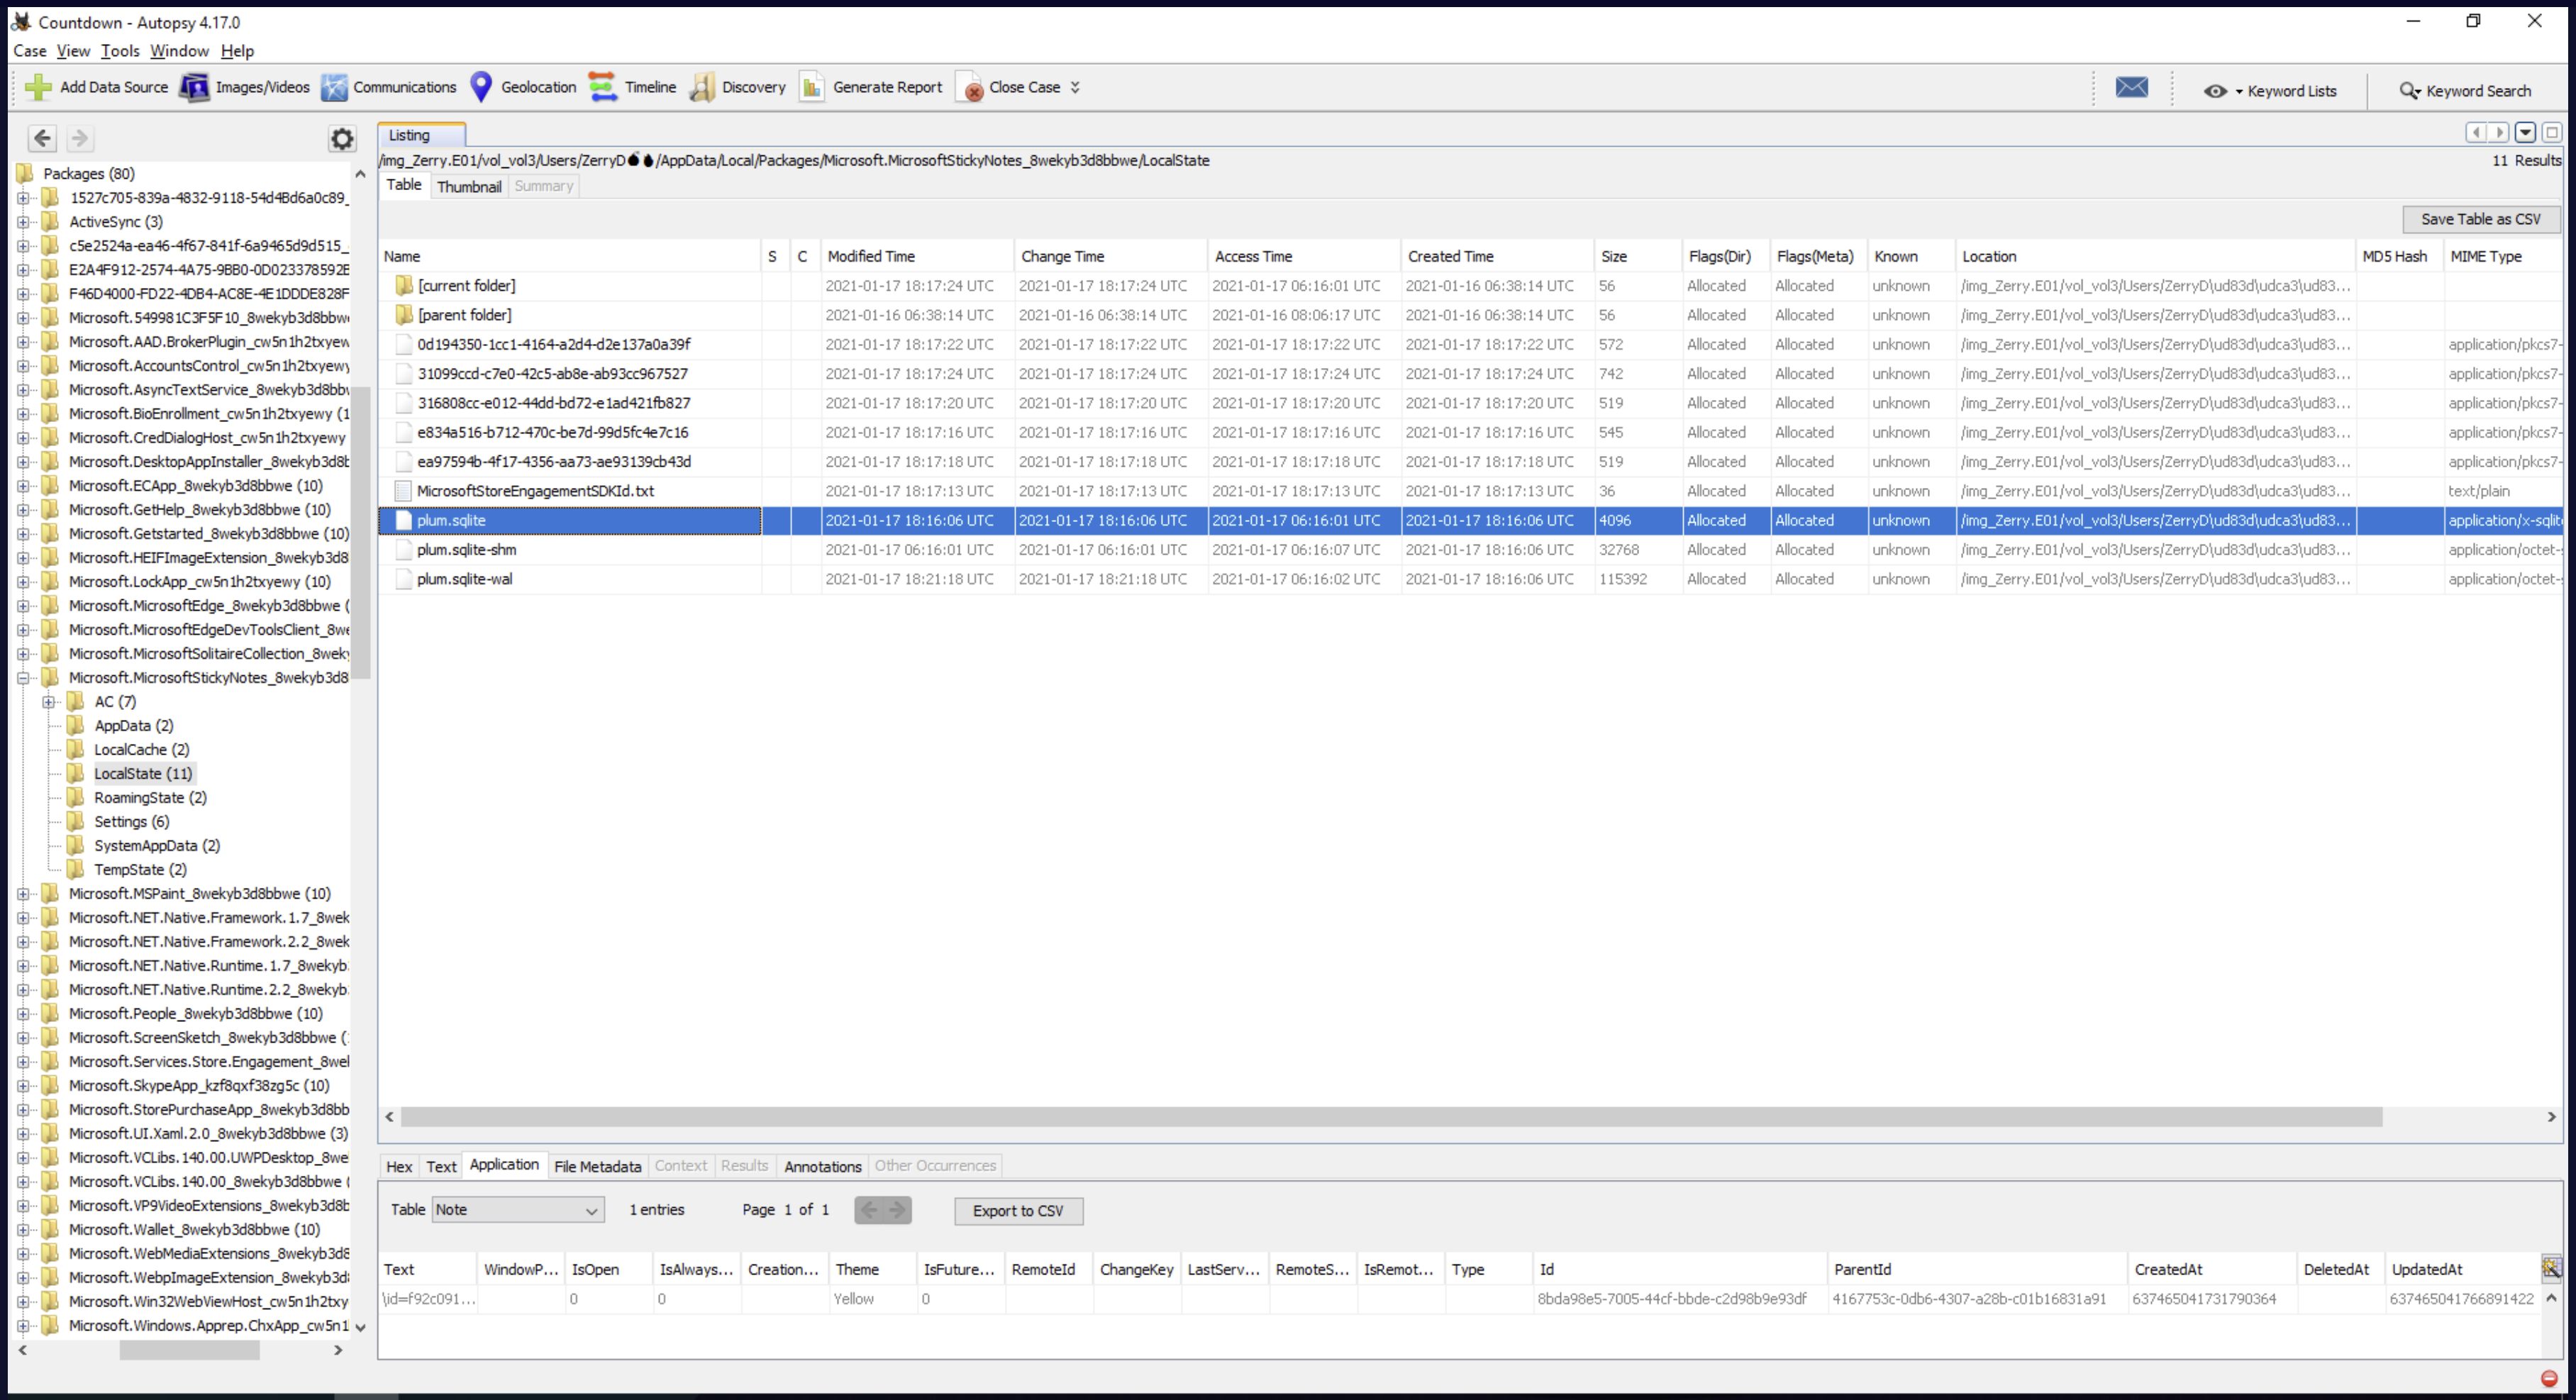 Countdown - Autopsy 4.17.0
Case View Tools Window Help
Add Data Source Images/Videos Communications Geolocation Timeline Discovery Generate Report Close Case Keyword Lists Keyword Search
Listing
/img_Zerry.E01/vol_vol3/Users/ZerryD💣💧/AppData/Local/Packages/Microsoft.MicrosoftStickyNotes_8wekyb3d8bbwe/LocalState 11 Results
Table Thumbnail Summary
Save Table as CSV
Name S C Modified Time Change Time Access Time Created Time Size Flags(Dir) Flags(Meta) Known Location MD5 Hash MIME Type
[current folder] 2021-01-17 18:17:24 UTC 2021-01-17 18:17:24 UTC 2021-01-17 06:16:01 UTC 2021-01-16 06:38:14 UTC 56 Allocated Allocated unknown /img_Zerry.E01/vol_vol3/Users/ZerryD\ud83d\udca3\ud83...
[parent folder] 2021-01-16 06:38:14 UTC 2021-01-16 06:38:14 UTC 2021-01-16 08:06:17 UTC 2021-01-16 06:38:14 UTC 56 Allocated Allocated unknown /img_Zerry.E01/vol_vol3/Users/ZerryD\ud83d\udca3\ud83...
0d194350-1cc1-4164-a2d4-d2e137a0a39f 2021-01-17 18:17:22 UTC 2021-01-17 18:17:22 UTC 2021-01-17 18:17:22 UTC 2021-01-17 18:17:22 UTC 572 Allocated Allocated unknown /img_Zerry.E01/vol_vol3/Users/ZerryD\ud83d\udca3\ud83... application/pkcs7-
31099ccd-c7e0-42c5-ab8e-ab93cc967527 2021-01-17 18:17:24 UTC 2021-01-17 18:17:24 UTC 2021-01-17 18:17:24 UTC 2021-01-17 18:17:24 UTC 742 Allocated Allocated unknown /img_Zerry.E01/vol_vol3/Users/ZerryD\ud83d\udca3\ud83... application/pkcs7-
316808cc-e012-44dd-bd72-e1ad421fb827 2021-01-17 18:17:20 UTC 2021-01-17 18:17:20 UTC 2021-01-17 18:17:20 UTC 2021-01-17 18:17:20 UTC 519 Allocated Allocated unknown /img_Zerry.E01/vol_vol3/Users/ZerryD\ud83d\udca3\ud83... application/pkcs7-
e834a516-b712-470c-be7d-99d5fc4e7c16 2021-01-17 18:17:16 UTC 2021-01-17 18:17:16 UTC 2021-01-17 18:17:16 UTC 2021-01-17 18:17:16 UTC 545 Allocated Allocated unknown /img_Zerry.E01/vol_vol3/Users/ZerryD\ud83d\udca3\ud83... application/pkcs7-
ea97594b-4f17-4356-aa73-ae93139cb43d 2021-01-17 18:17:18 UTC 2021-01-17 18:17:18 UTC 2021-01-17 18:17:18 UTC 2021-01-17 18:17:18 UTC 519 Allocated Allocated unknown /img_Zerry.E01/vol_vol3/Users/ZerryD\ud83d\udca3\ud83... application/pkcs7-
MicrosoftStoreEngagementSDKId.txt 2021-01-17 18:17:13 UTC 2021-01-17 18:17:13 UTC 2021-01-17 18:17:13 UTC 2021-01-17 18:17:13 UTC 36 Allocated Allocated unknown /img_Zerry.E01/vol_vol3/Users/ZerryD\ud83d\udca3\ud83... text/plain
plum.sqlite 2021-01-17 18:16:06 UTC 2021-01-17 18:16:06 UTC 2021-01-17 06:16:01 UTC 2021-01-17 18:16:06 UTC 4096 Allocated Allocated unknown /img_Zerry.E01/vol_vol3/Users/ZerryD\ud83d\udca3\ud83... application/x-sqlit
plum.sqlite-shm 2021-01-17 06:16:01 UTC 2021-01-17 06:16:01 UTC 2021-01-17 06:16:07 UTC 2021-01-17 18:16:06 UTC 32768 Allocated Allocated unknown /img_Zerry.E01/vol_vol3/Users/ZerryD\ud83d\udca3\ud83... application/octet-s
plum.sqlite-wal 2021-01-17 18:21:18 UTC 2021-01-17 18:21:18 UTC 2021-01-17 06:16:02 UTC 2021-01-17 18:16:06 UTC 115392 Allocated Allocated unknown /img_Zerry.E01/vol_vol3/Users/ZerryD\ud83d\udca3\ud83... application/octet-s
Packages (80)
1527c705-839a-4832-9118-54d4Bd6a0c89_
ActiveSync (3)
c5e2524a-ea46-4f67-841f-6a9465d9d515_
E2A4F912-2574-4A75-9BB0-0D023378592B
F46D4000-FD22-4DB4-AC8E-4E1DDDE828F
Microsoft.549981C3F5F10_8wekyb3d8bbw
Microsoft.AAD.BrokerPlugin_cw5n1h2txyew
Microsoft.AccountsControl_cw5n1h2txyewy
Microsoft.AsyncTextService_8wekyb3d8bbw
Microsoft.BioEnrollment_cw5n1h2txyewy (1
Microsoft.CredDialogHost_cw5n1h2txyewy
Microsoft.DesktopAppInstaller_8wekyb3d8b
Microsoft.ECApp_8wekyb3d8bbwe (10)
Microsoft.GetHelp_8wekyb3d8bbwe (10)
Microsoft.Getstarted_8wekyb3d8bbwe (10)
Microsoft.HEIFImageExtension_8wekyb3d8
Microsoft.LockApp_cw5n1h2txyewy (10)
Microsoft.MicrosoftEdge_8wekyb3d8bbwe (
Microsoft.MicrosoftEdgeDevToolsClient_8we
Microsoft.MicrosoftSolitaireCollection_8wek
Microsoft.MicrosoftStickyNotes_8wekyb3d8
AC (7)
AppData (2)
LocalCache (2)
LocalState (11)
RoamingState (2)
Settings (6)
SystemAppData (2)
TempState (2)
Microsoft.MSPaint_8wekyb3d8bbwe (10)
Microsoft.NET.Native.Framework.1.7_8wek
Microsoft.NET.Native.Framework.2.2_8wek
Microsoft.NET.Native.Runtime.1.7_8wekyb
Microsoft.NET.Native.Runtime.2.2_8wekyb
Microsoft.People_8wekyb3d8bbwe (10)
Microsoft.ScreenSketch_8wekyb3d8bbwe (
Microsoft.Services.Store.Engagement_8wel
Microsoft.SkypeApp_kzf8qxf38zg5c (10)
Microsoft.StorePurchaseApp_8wekyb3d8bb
Microsoft.UI.Xaml.2.0_8wekyb3d8bbwe (3)
Microsoft.VCLibs.140.00.UWPDesktop_8we
Microsoft.VCLibs.140.00_8wekyb3d8bbwe (
Microsoft.VP9VideoExtensions_8wekyb3d8b
Microsoft.Wallet_8wekyb3d8bbwe (10)
Microsoft.WebMediaExtensions_8wekyb3d8
Microsoft.WebpImageExtension_8wekyb3d
Microsoft.Win32WebViewHost_cw5n1h2txy
Microsoft.Windows.Apprep.ChxApp_cw5n1
Hex Text Application File Metadata Context Results Annotations Other Occurrences
Table Note 1 entries Page 1 of 1 Export to CSV
Text WindowP... IsOpen IsAlways... Creation... Theme IsFuture... RemoteId ChangeKey LastServ... RemoteS... IsRemot... Type Id ParentId CreatedAt DeletedAt UpdatedAt
\id=f92c091... 0 0 Yellow 0 8bda98e5-7005-44cf-bbde-c2d98b9e93df 4167753c-0db6-4307-a28b-c01b16831a91 637465041731790364 637465041766891422